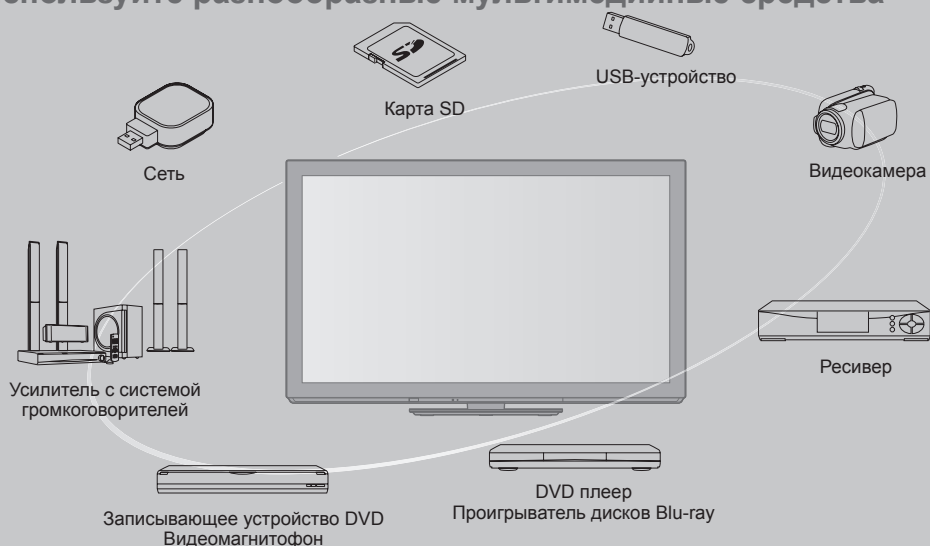 разнообразные мультимедийные средства
USB-устройство
Карта SD
Видеокамера
Сеть
Ресивер
Усилитель с системой
громкоговорителей
DVD плеер
Проигрыватель дисков Blu-ray
Записывающее устройство DVD
Видеомагнитофон